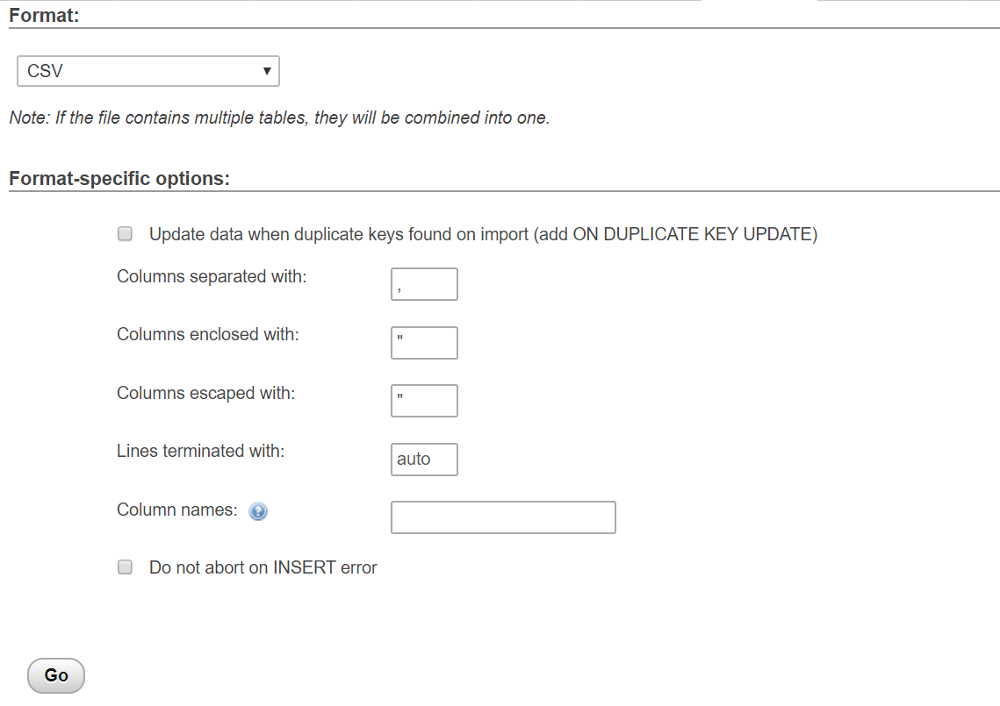 Format:
CSV
Note: If the file contains multiple tables, they will be combined into one.
Format-specific options:
Update data when duplicate keys found on import (add ON DUPLICATE KEY UPDATE)
Columns separated with: ,
Columns enclosed with: "
Columns escaped with: "
Lines terminated with: auto
Column names: ?
Do not abort on INSERT error
Go